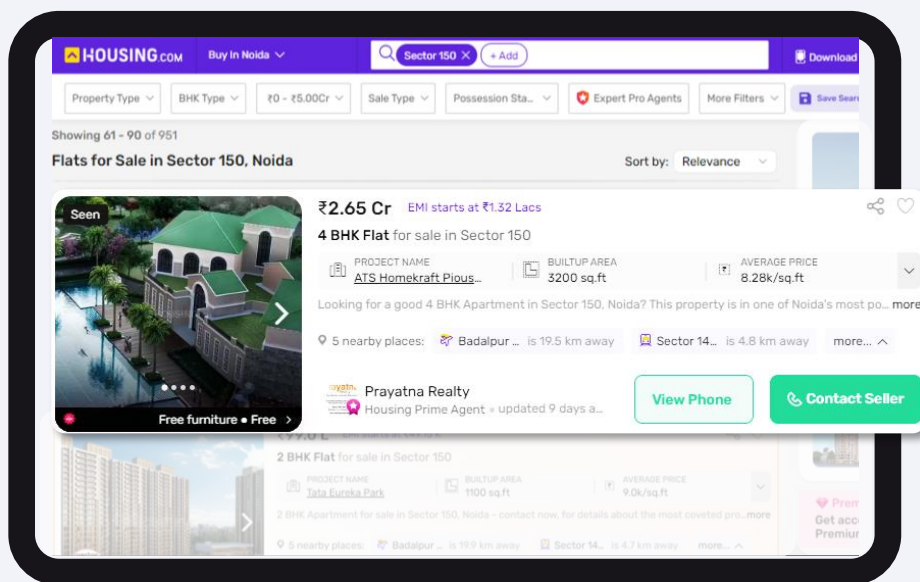 HOUSING.COM
Buy In Noida
Sector 150 ×
+ Add
Download
Property Type
BHK Type
₹0 - ₹5.00Cr
Sale Type
Possession Sta...
Expert Pro Agents
More Filters
Save Sear
Showing 61 - 90 of 951
Flats for Sale in Sector 150, Noida
Sort by: Relevance
Seen
₹2.65 Cr EMI starts at ₹1.32 Lacs
4 BHK Flat for sale in Sector 150
PROJECT NAME
ATS Homekraft Pious...
BUILTUP AREA
3200 sq.ft
AVERAGE PRICE
8.28k/sq.ft
Looking for a good 4 BHK Apartment in Sector 150, Noida? This property is in one of Noida's most po... more
5 nearby places: Badalpur ... is 19.5 km away Sector 14... is 4.8 km away more...
Prayatna Realty
Housing Prime Agent • updated 9 days a...
View Phone
Contact Seller
Free furniture • Free
2 BHK Flat for sale in Sector 150
PROJECT NAME
Tata Eureka Park
BUILTUP AREA
1100 sq.ft
AVERAGE PRICE
9.0k/sq.ft
2 BHK Apartment for sale in Sector 150, Noida - contact now, for details about the most coveted pro.. more
5 nearby places: Badalpur ... is 19.9 km away Sector 14... is 4.7 km away more...
Prem
Get acc
Premiur